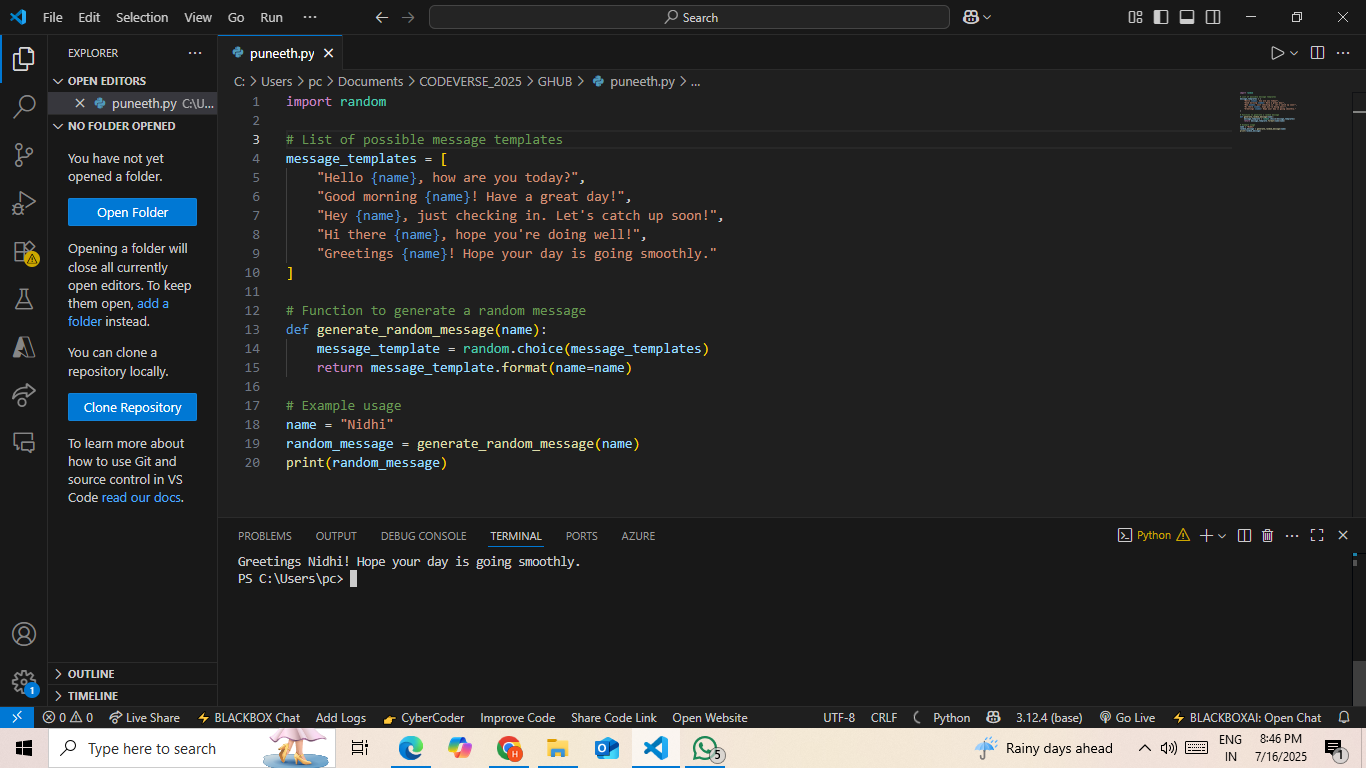 File Edit Selection View Go Run ··· Search
EXPLORER ···
OPEN EDITORS
puneeth.py C:\U...
NO FOLDER OPENED
You have not yet
opened a folder.
Open Folder
Opening a folder will
close all currently
open editors. To keep
them open, add a
folder instead.
You can clone a
repository locally.
Clone Repository
To learn more about
how to use Git and
source control in VS
Code read our docs.
OUTLINE
TIMELINE
1
puneeth.py
C: > Users > pc > Documents > CODEVERSE_2025 > GHUB > puneeth.py > ...
1 import random
2
3 # List of possible message templates
4 message_templates = [
5     "Hello {name}, how are you today?",
6     "Good morning {name}! Have a great day!",
7     "Hey {name}, just checking in. Let's catch up soon!",
8     "Hi there {name}, hope you're doing well!",
9     "Greetings {name}! Hope your day is going smoothly."
10 ]
11
12 # Function to generate a random message
13 def generate_random_message(name):
14     message_template = random.choice(message_templates)
15     return message_template.format(name=name)
16
17 # Example usage
18 name = "Nidhi"
19 random_message = generate_random_message(name)
20 print(random_message)
PROBLEMS OUTPUT DEBUG CONSOLE TERMINAL PORTS AZURE Python
Greetings Nidhi! Hope your day is going smoothly.
PS C:\Users\pc>
0 0 Live Share BLACKBOX Chat Add Logs CyberCoder Improve Code Share Code Link Open Website UTF-8 CRLF Python 3.12.4 (base) Go Live BLACKBOXAI: Open Chat
Type here to search H 5 Rainy days ahead ENG 8:46 PM
IN 7/16/2025 1